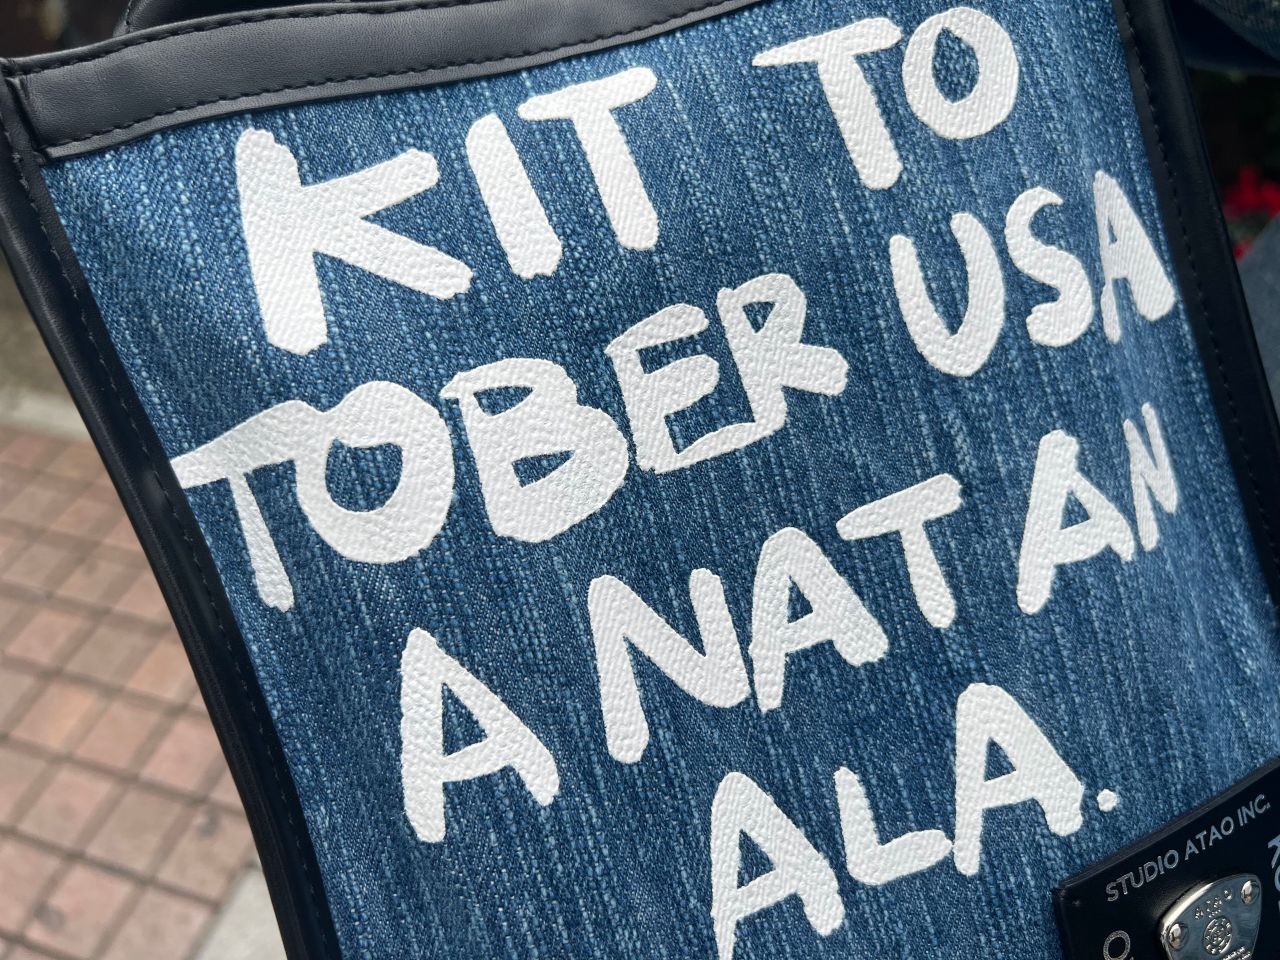 KIT TO
TOBER USA
A NAT AN
ALA.
STUDIO ATAO INC.